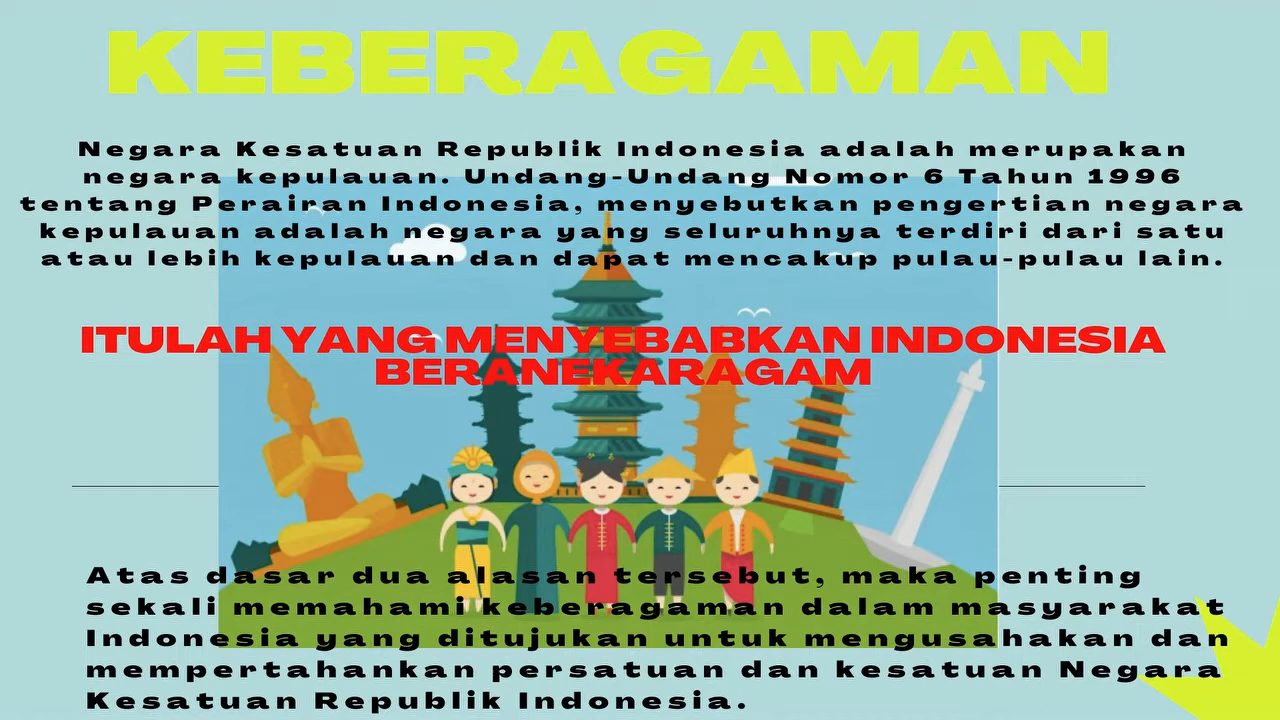 KEBERAGAMAN
Negara Kesatuan Republik Indonesia adalah merupakan
negara kepulauan. Undang-Undang Nomor 6 Tahun 1996
tentang Perairan Indonesia, menyebutkan pengertian negara
kepulauan adalah negara yang seluruhnya terdiri dari satu
atau lebih kepulauan dan dapat mencakup pulau-pulau lain.
ITULAH YANG MENYEBABKAN INDONESIA
BERANEKARAGAM
Atas dasar dua alasan tersebut, maka penting
sekali memahami keberagaman dalam masyarakat
Indonesia yang ditujukan untuk mengusahakan dan
mempertahankan persatuan dan kesatuan Negara
Kesatuan Republik Indonesia.